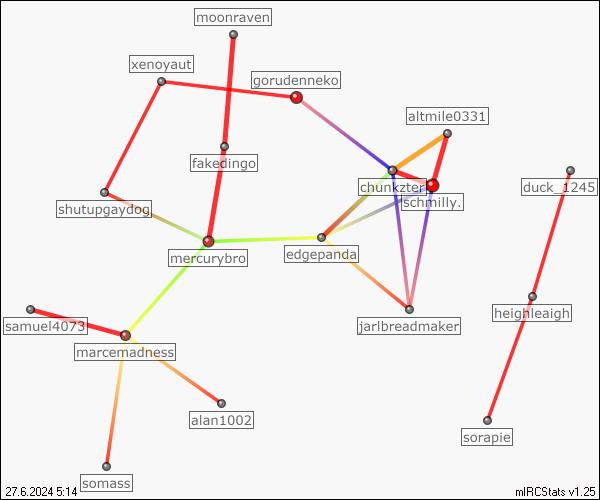 moonraven
xenoyaut
gorudenneko
altmile0331
fakedingo
chunkzter
duck_1245
schmilly.
shutupgaydog
mercurybro
edgepanda
heighleaigh
samuel4073
jarlbreadmaker
marcemadness
alan1002
sorapie
somass
27.6.2024 5:14
mIRCStats v1.25